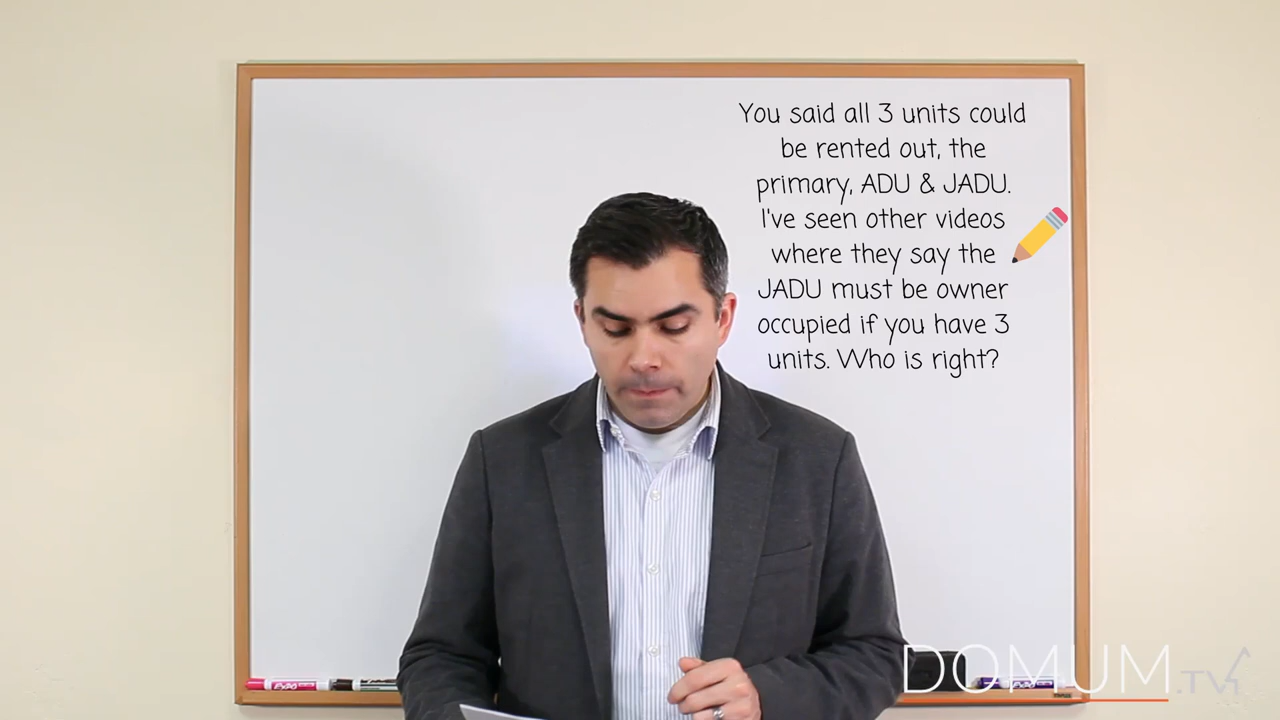 You said all 3 units could
be rented out, the
primary, ADU & JADU.
I've seen other videos
where they say the
JADU must be owner
occupied if you have 3
units. Who is right?
EXPO
DOMUM.TV